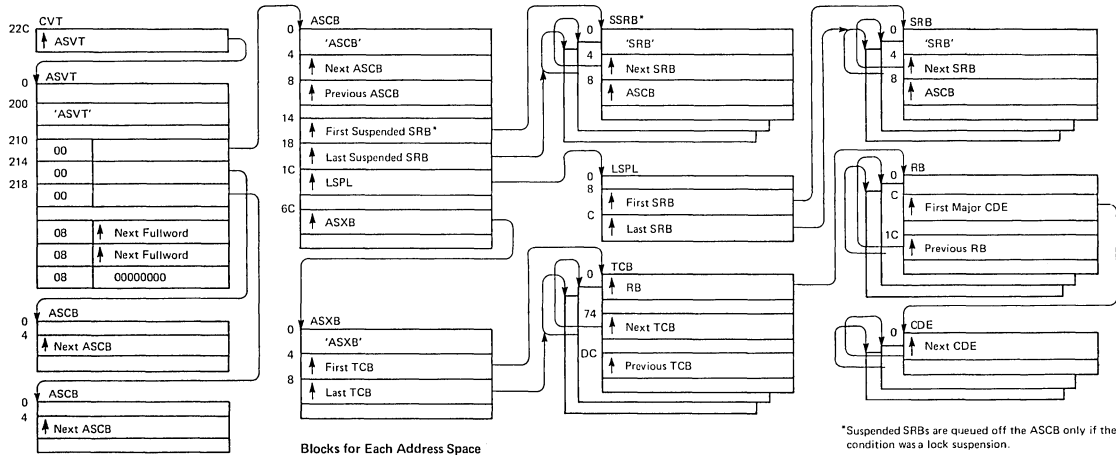 CVT
22C
↑ ASVT
ASVT
0
200
'ASVT'
210
00
214
00
218
00
08 ↑ Next Fullword
08 ↑ Next Fullword
08 00000000
ASCB
0
4
↑ Next ASCB
ASCB
0
4
↑ Next ASCB
ASCB
0
'ASCB'
4
↑ Next ASCB
8
↑ Previous ASCB
14
↑ First Suspended SRB*
18
↑ Last Suspended SRB
1C
↑ LSPL
6C
↑ ASXB
ASXB
0
'ASXB'
4
↑ First TCB
8
↑ Last TCB
Blocks for Each Address Space
SSRB*
0
'SRB'
4
↑ Next SRB
8
↑ ASCB
LSPL
0
8
↑ First SRB
C
↑ Last SRB
TCB
0
↑ RB
74
↑ Next TCB
DC
↑ Previous TCB
SRB
0
'SRB'
4
↑ Next SRB
8
↑ ASCB
RB
0
C
↑ First Major CDE
1C
↑ Previous RB
CDE
0
↑ Next CDE
*Suspended SRBs are queued off the ASCB only if the
condition was a lock suspension.